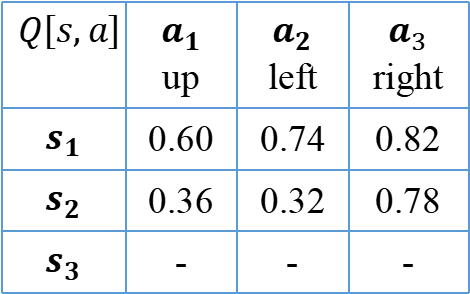 Q[s, a] a1 a2 a3
up left right
s1 0.60 0.74 0.82
s2 0.36 0.32 0.78
s3 - - -